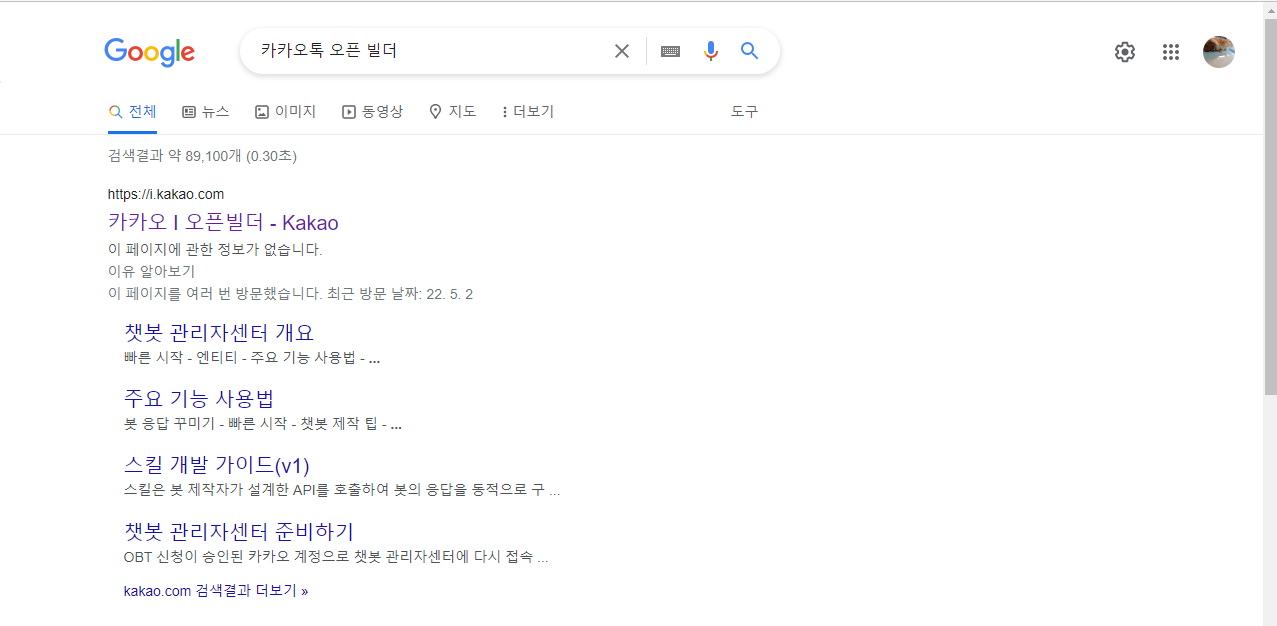 Google
카카오톡 오픈 빌더
전체 뉴스 이미지 동영상 지도 더보기 도구
검색결과 약 89,100개 (0.30초)
https://i.kakao.com
카카오 I 오픈빌더 - Kakao
이 페이지에 관한 정보가 없습니다.
이유 알아보기
이 페이지를 여러 번 방문했습니다. 최근 방문 날짜: 22. 5. 2
챗봇 관리자센터 개요
빠른 시작 - 엔티티 - 주요 기능 사용법 - ...
주요 기능 사용법
봇 응답 꾸미기 - 빠른 시작 - 챗봇 제작 팁 - ...
스킬 개발 가이드(v1)
스킬은 봇 제작자가 설계한 API를 호출하여 봇의 응답을 동적으로 구 ...
챗봇 관리자센터 준비하기
OBT 신청이 승인된 카카오 계정으로 챗봇 관리자센터에 다시 접속 ...
kakao.com 검색결과 더보기 »